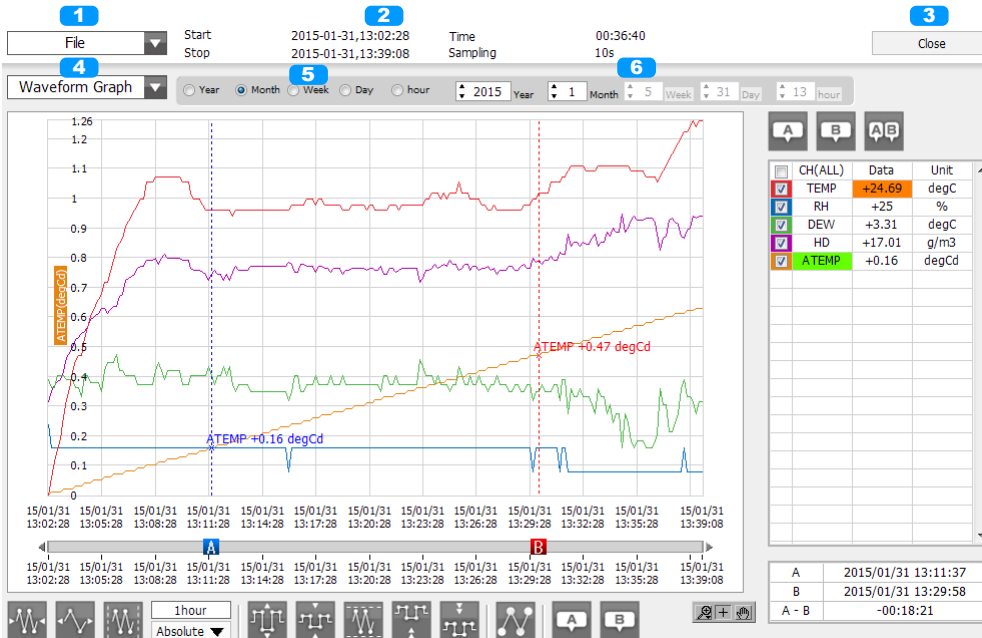 1 2 3
File Start 2015-01-31,13:02:28 Time 00:36:40 Close
Stop 2015-01-31,13:39:08 Sampling 10s
4 5 6
Waveform Graph Year Month Week Day hour 2015 Year 1 Month 5 Week 31 Day 13 hour
A B A B
CH(ALL) Data Unit
TEMP +24.69 degC
RH +25 %
DEW +3.31 degC
HD +17.01 g/m3
ATEMP +0.16 degCd
1.26
1.2
1.1
1
0.9
0.8
0.7
0.6
0.5
0.4
0.3
0.2
0.1
0
ATEMP(degCd)
ATEMP +0.47 degCd
ATEMP +0.16 degCd
15/01/31 15/01/31 15/01/31 15/01/31 15/01/31 15/01/31 15/01/31 15/01/31 15/01/31 15/01/31 15/01/31 15/01/31 15/01/31
13:02:28 13:05:28 13:08:28 13:11:28 13:14:28 13:17:28 13:20:28 13:23:28 13:26:28 13:29:28 13:32:28 13:35:28 13:39:08
A B
15/01/31 15/01/31 15/01/31 15/01/31 15/01/31 15/01/31 15/01/31 15/01/31 15/01/31 15/01/31 15/01/31 15/01/31 15/01/31
13:02:28 13:05:28 13:08:28 13:11:28 13:14:28 13:17:28 13:20:28 13:23:28 13:26:28 13:29:28 13:32:28 13:35:28 13:39:08
A 2015/01/31 13:11:37
B 2015/01/31 13:29:58
A - B -00:18:21
1hour
Absolute
A B